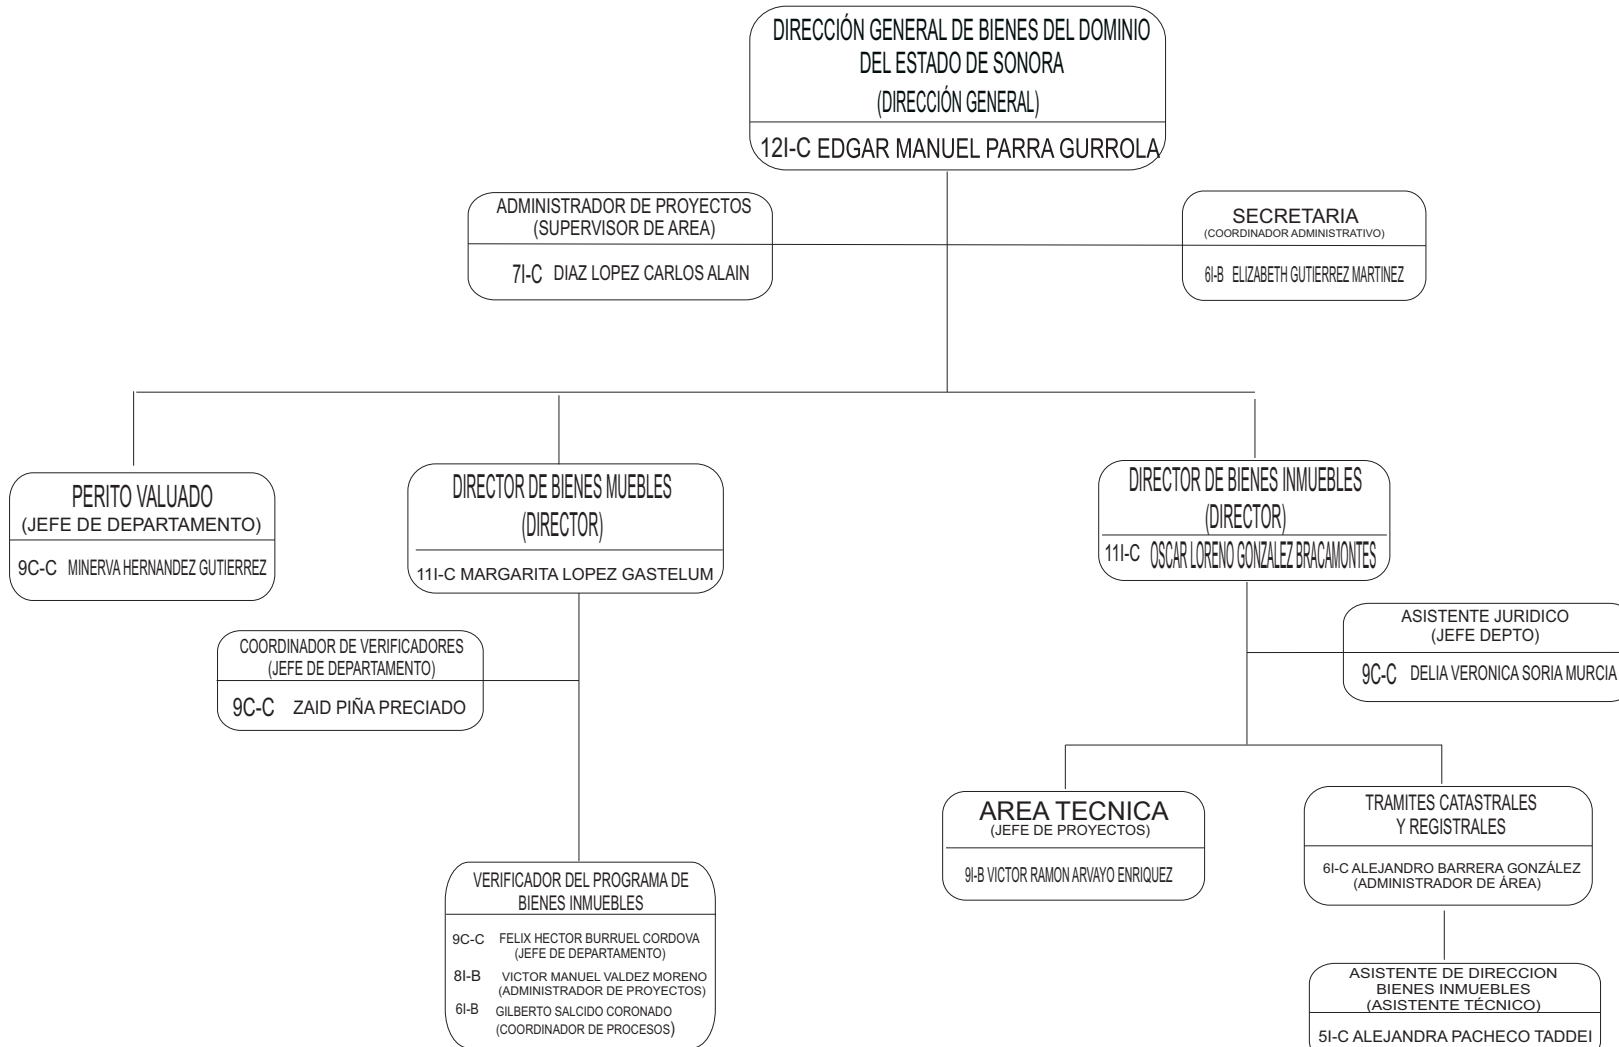 DIRECCIÓN GENERAL DE BIENES DEL DOMINIO
DEL ESTADO DE SONORA
(DIRECCIÓN GENERAL)
12I-C EDGAR MANUEL PARRA GURROLA
ADMINISTRADOR DE PROYECTOS
(SUPERVISOR DE AREA)
7I-C DIAZ LOPEZ CARLOS ALAIN
SECRETARIA
(COORDINADOR ADMINISTRATIVO)
6I-B ELIZABETH GUTIERREZ MARTINEZ
PERITO VALUADO
(JEFE DE DEPARTAMENTO)
9C-C MINERVA HERNANDEZ GUTIERREZ
DIRECTOR DE BIENES MUEBLES
(DIRECTOR)
11I-C MARGARITA LOPEZ GASTELUM
DIRECTOR DE BIENES INMUEBLES
(DIRECTOR)
11I-C OSCAR LORENO GONZALEZ BRACAMONTES
COORDINADOR DE VERIFICADORES
(JEFE DE DEPARTAMENTO)
9C-C ZAID PIÑA PRECIADO
ASISTENTE JURIDICO
(JEFE DEPTO)
9C-C DELIA VERONICA SORIA MURCIA
AREA TECNICA
(JEFE DE PROYECTOS)
9I-B VICTOR RAMON ARVAYO ENRIQUEZ
TRAMITES CATASTRALES
Y REGISTRALES
6I-C ALEJANDRO BARRERA GONZÁLEZ
(ADMINISTRADOR DE ÁREA)
VERIFICADOR DEL PROGRAMA DE
BIENES INMUEBLES
9C-C FELIX HECTOR BURRUEL CORDOVA
(JEFE DE DEPARTAMENTO)
8I-B VICTOR MANUEL VALDEZ MORENO
(ADMINISTRADOR DE PROYECTOS)
6I-B GILBERTO SALCIDO CORONADO
(COORDINADOR DE PROCESOS)
ASISTENTE DE DIRECCION
BIENES INMUEBLES
(ASISTENTE TÉCNICO)
5I-C ALEJANDRA PACHECO TADDEI